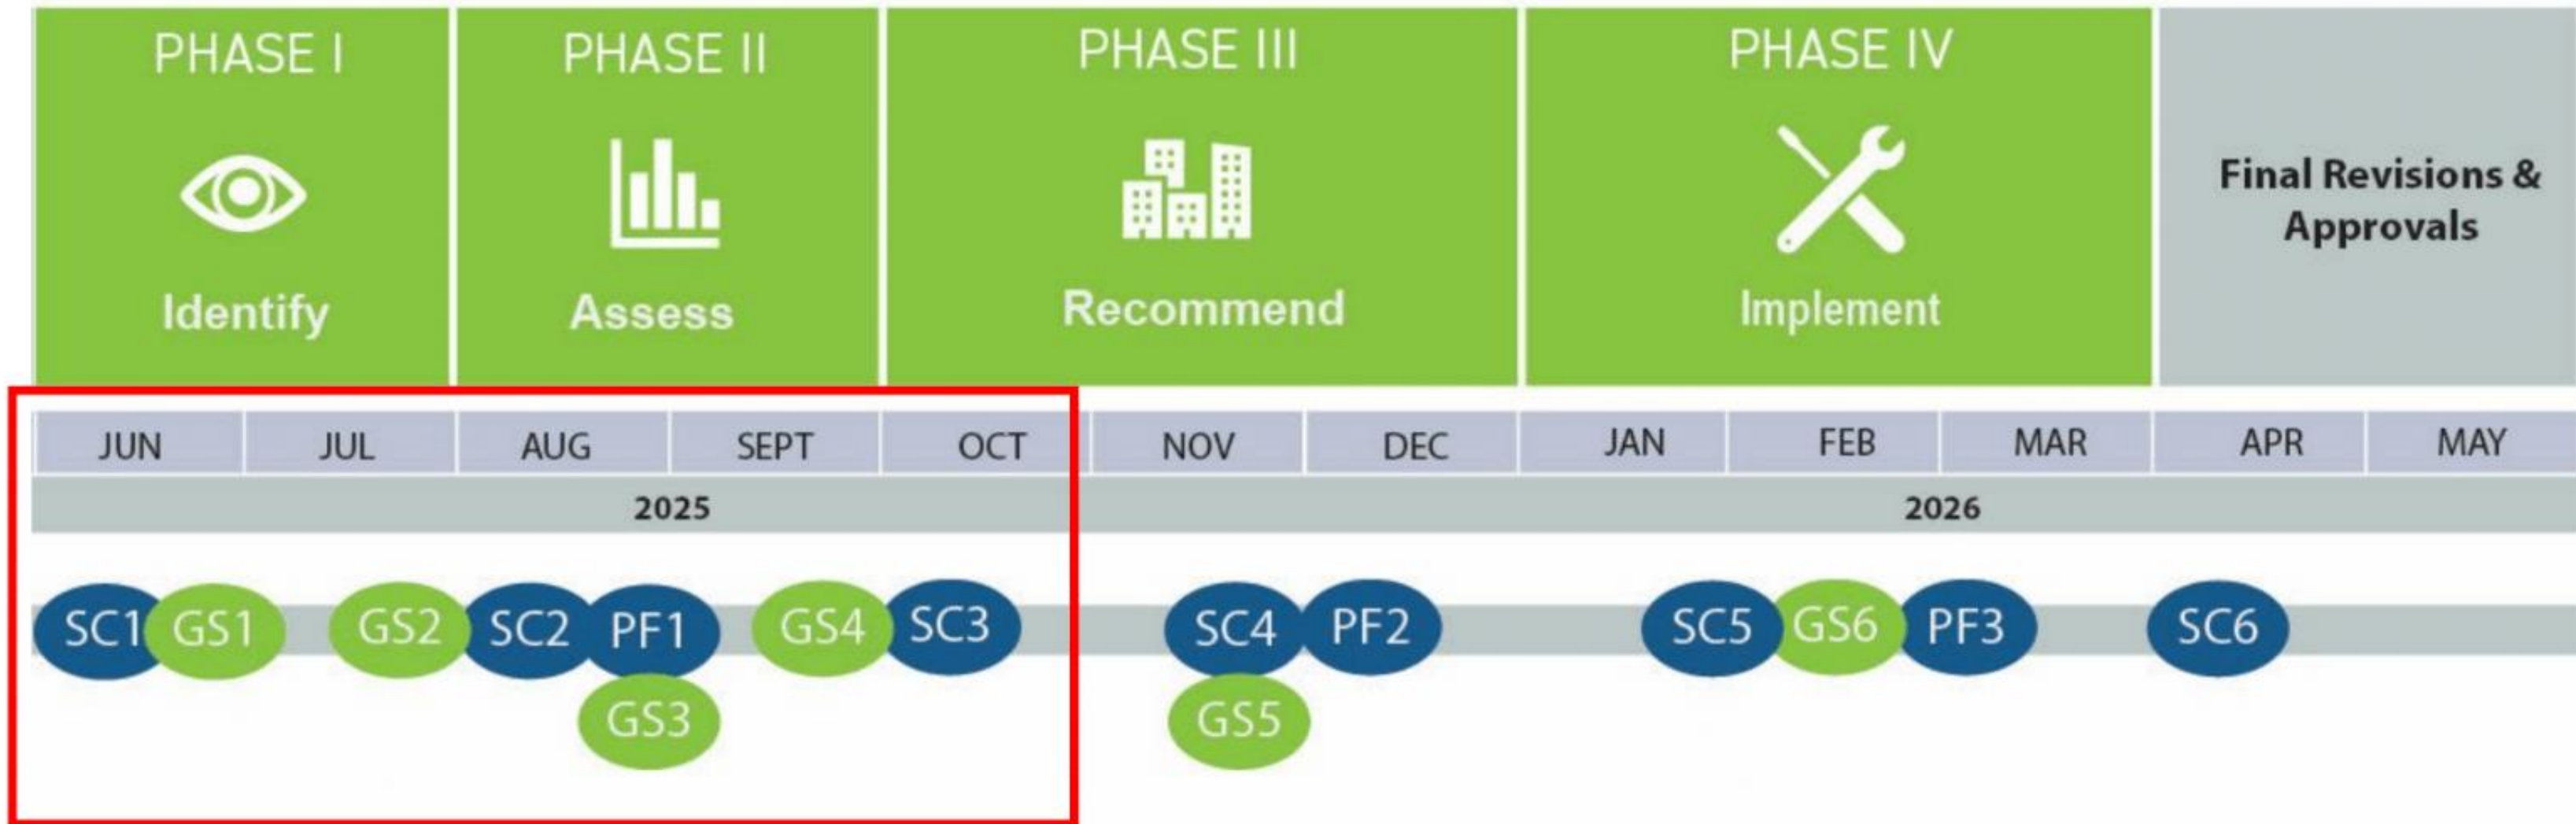 PHASE I
PHASE II
PHASE III
PHASE IV
Identify
Assess
Recommend
Implement
Final Revisions &
Approvals
JUN JUL AUG SEPT OCT NOV DEC JAN FEB MAR APR MAY
2025 2026
SC1 GS1 GS2 SC2 PF1 GS4 SC3 SC4 PF2 SC5 GS6 PF3 SC6
GS3 GS5